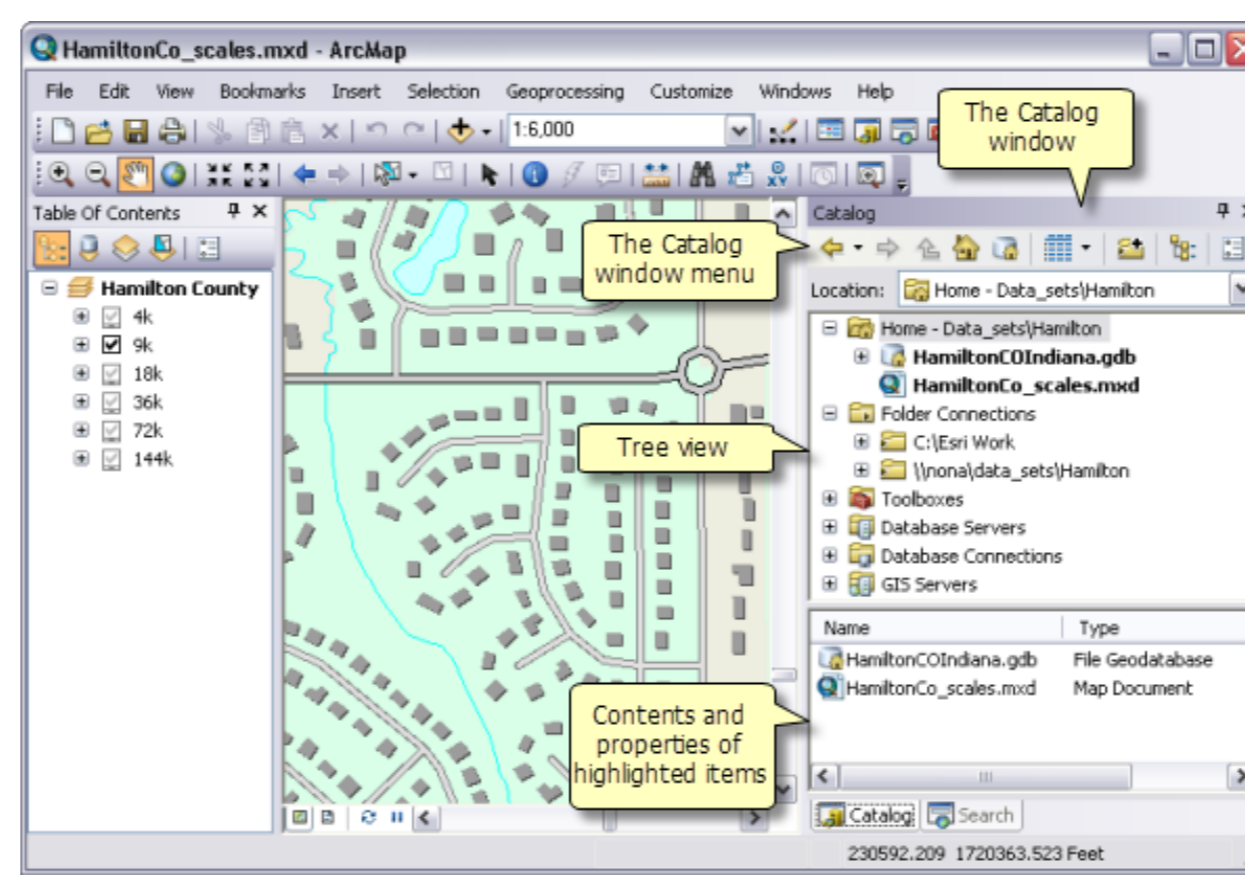 HamiltonCo_scales.mxd - ArcMap
File Edit View Bookmarks Insert Selection Geoprocessing Customize Windows Help
1:6,000
The Catalog
window
Table Of Contents
Hamilton County
4k
9k
18k
36k
72k
144k
The Catalog
window menu
Tree view
Contents and
properties of
highlighted items
Catalog
Location: Home - Data_sets\Hamilton
Home - Data_sets\Hamilton
HamiltonCOIndiana.gdb
HamiltonCo_scales.mxd
Folder Connections
C:\Esri Work
\\nona\data_sets\Hamilton
Toolboxes
Database Servers
Database Connections
GIS Servers
Name Type
HamiltonCOIndiana.gdb File Geodatabase
HamiltonCo_scales.mxd Map Document
Catalog Search
230592.209 1720363.523 Feet